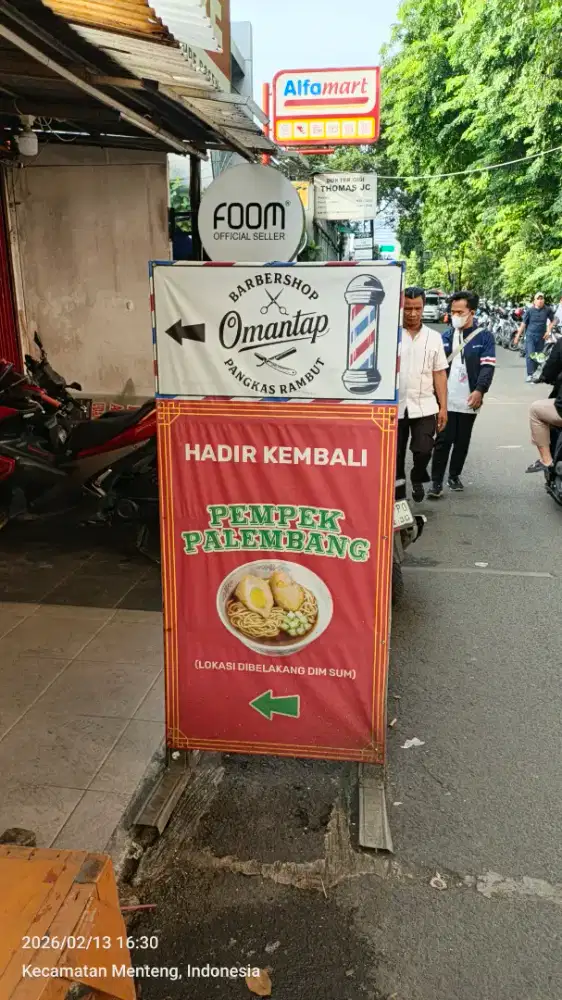 Alfamart
THOMAS JC
FOOM®
OFFICIAL SELLER
BARBERSHOP
Omantap
PANGKAS RAMBUT
HADIR KEMBALI
PEMPEK
PALEMBANG
(LOKASI DIBELAKANG DIM SUM)
2026/02/13 16:30
Kecamatan Menteng, Indonesia